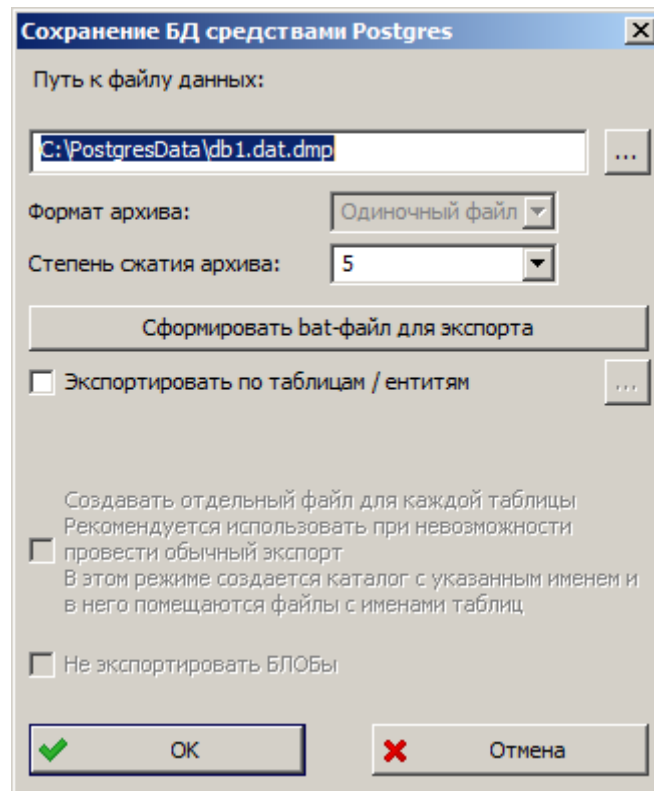 Сохранение БД средствами Postgres
Путь к файлу данных:
C:\PostgresData\db1.dat.dmp
...
Формат архива:
Одиночный файл
Степень сжатия архива:
5
Сформировать bat-файл для экспорта
Экспортировать по таблицам / ентитям
...
Создавать отдельный файл для каждой таблицы
Рекомендуется использовать при невозможности
провести обычный экспорт
В этом режиме создается каталог с указанным именем и
в него помещаются файлы с именами таблиц
Не экспортировать БЛОБы
ОК
Отмена